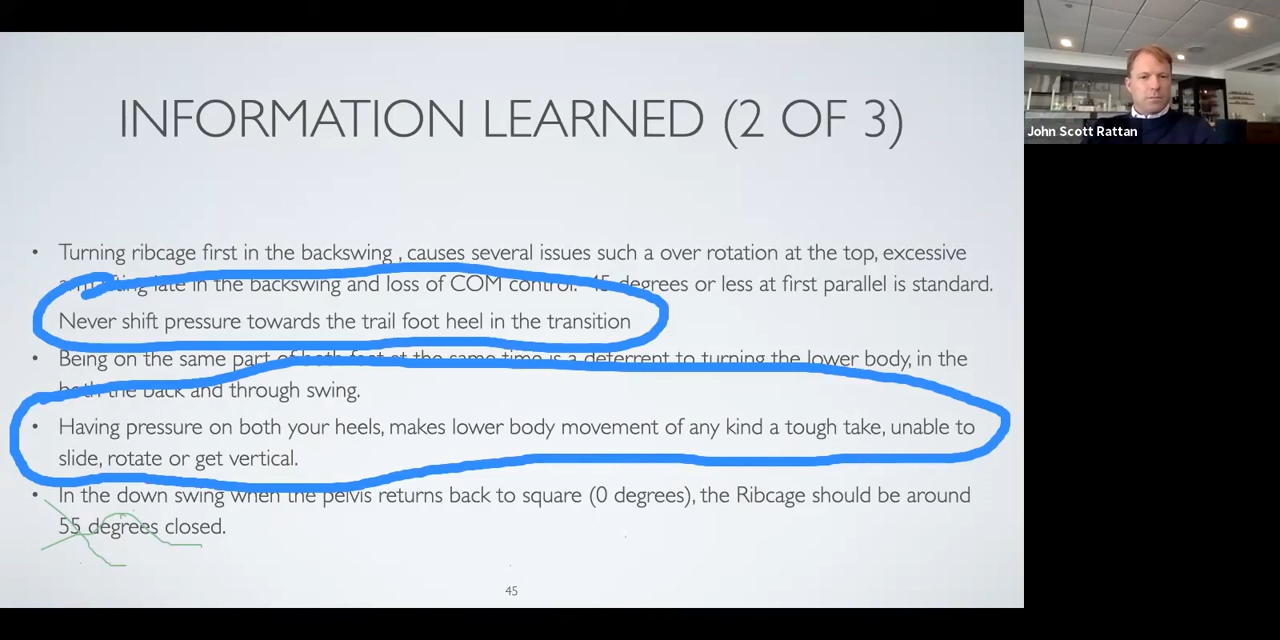 INFORMATION LEARNED (2 OF 3)
• Turning ribcage first in the backswing , causes several issues such a over rotation at the top, excessive
late in the backswing and loss of COM control. 45 degrees or less at first parallel is standard.
Never shift pressure towards the trail foot heel in the transition
• Being on the same part of both feet at the same time is a deterrent to turning the lower body, in the
both the back and through swing.
• Having pressure on both your heels, makes lower body movement of any kind a tough take, unable to
slide, rotate or get vertical.
• In the down swing when the pelvis returns back to square (0 degrees), the Ribcage should be around
55 degrees closed.
45
John Scott Rattan